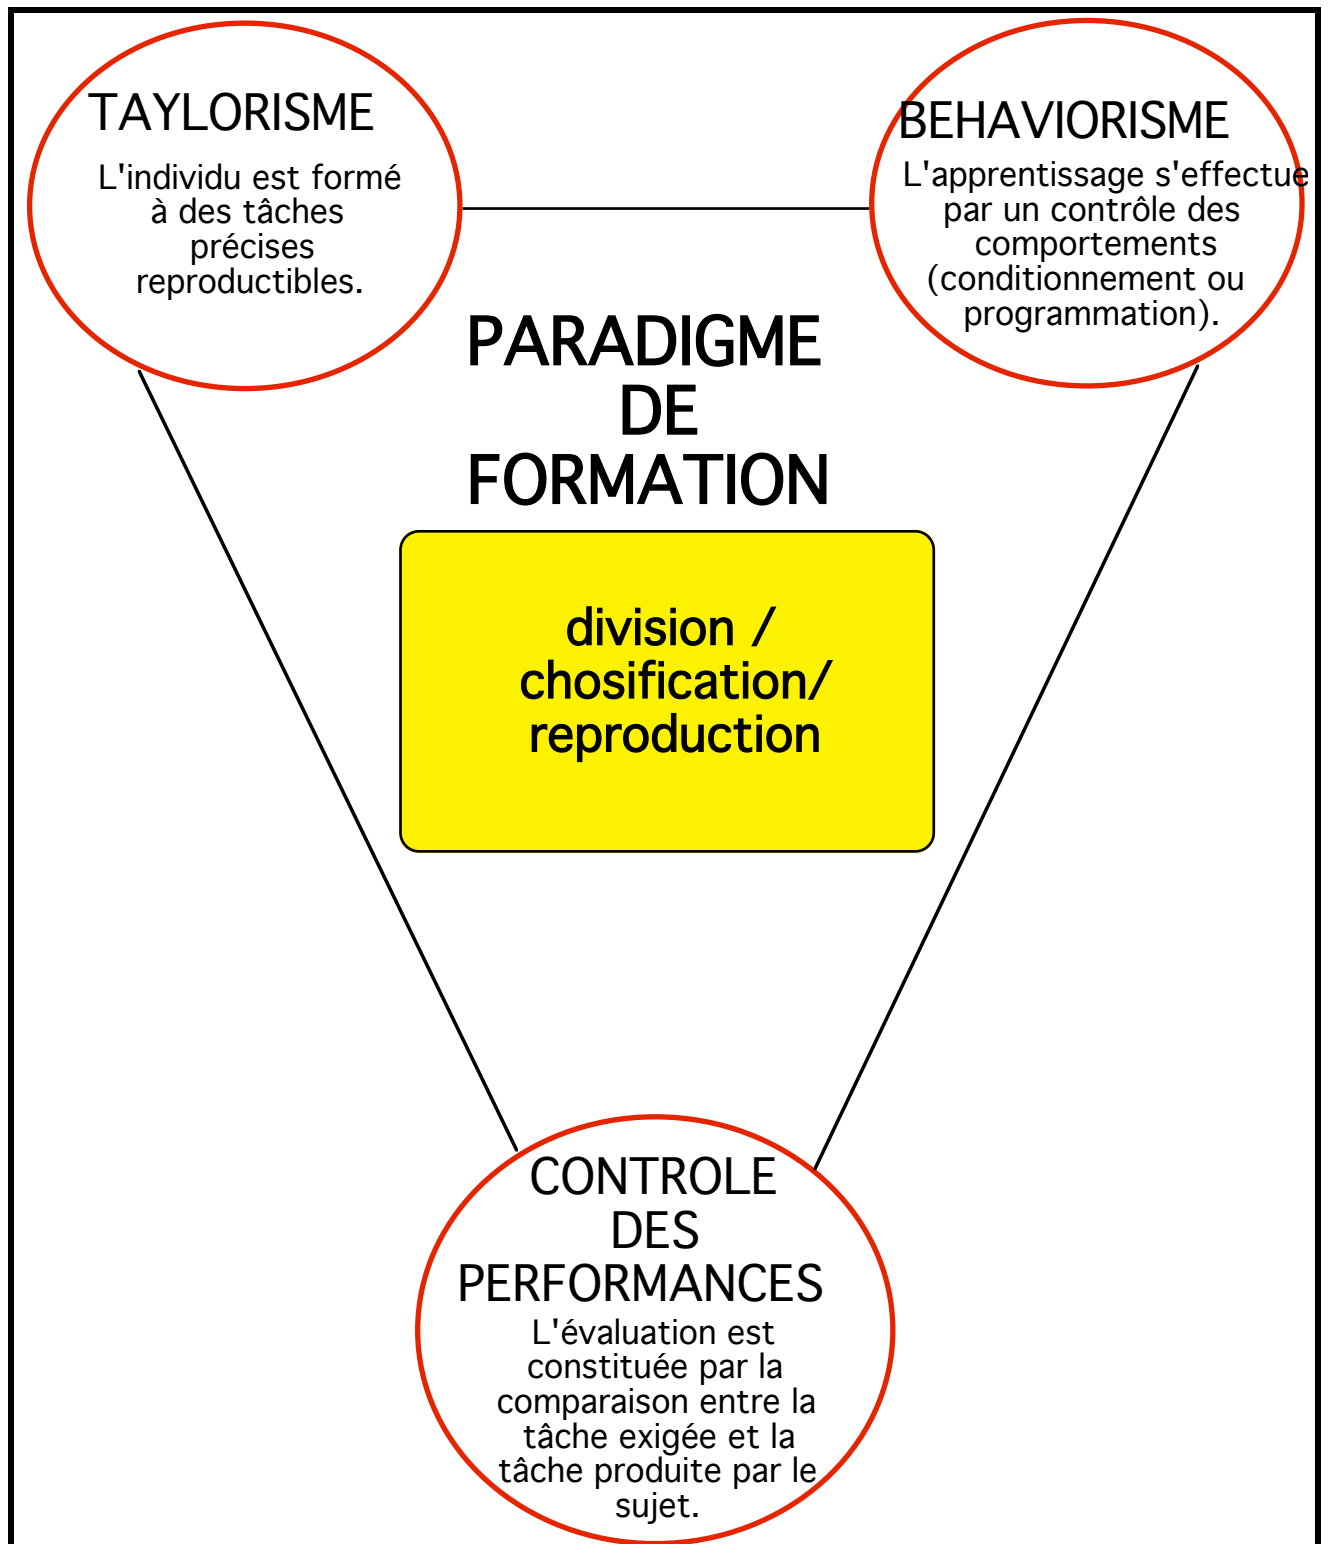 TAYLORISME
L'individu est formé
à des tâches
précises
reproductibles.
BEHAVIORISME
L'apprentissage s'effectue
par un contrôle des
comportements
(conditionnement ou
programmation).
PARADIGME
DE
FORMATION
division /
chosification/
reproduction
CONTROLE
DES
PERFORMANCES
L'évaluation est
constituée par la
comparaison entre la
tâche exigée et la
tâche produite par le
sujet.